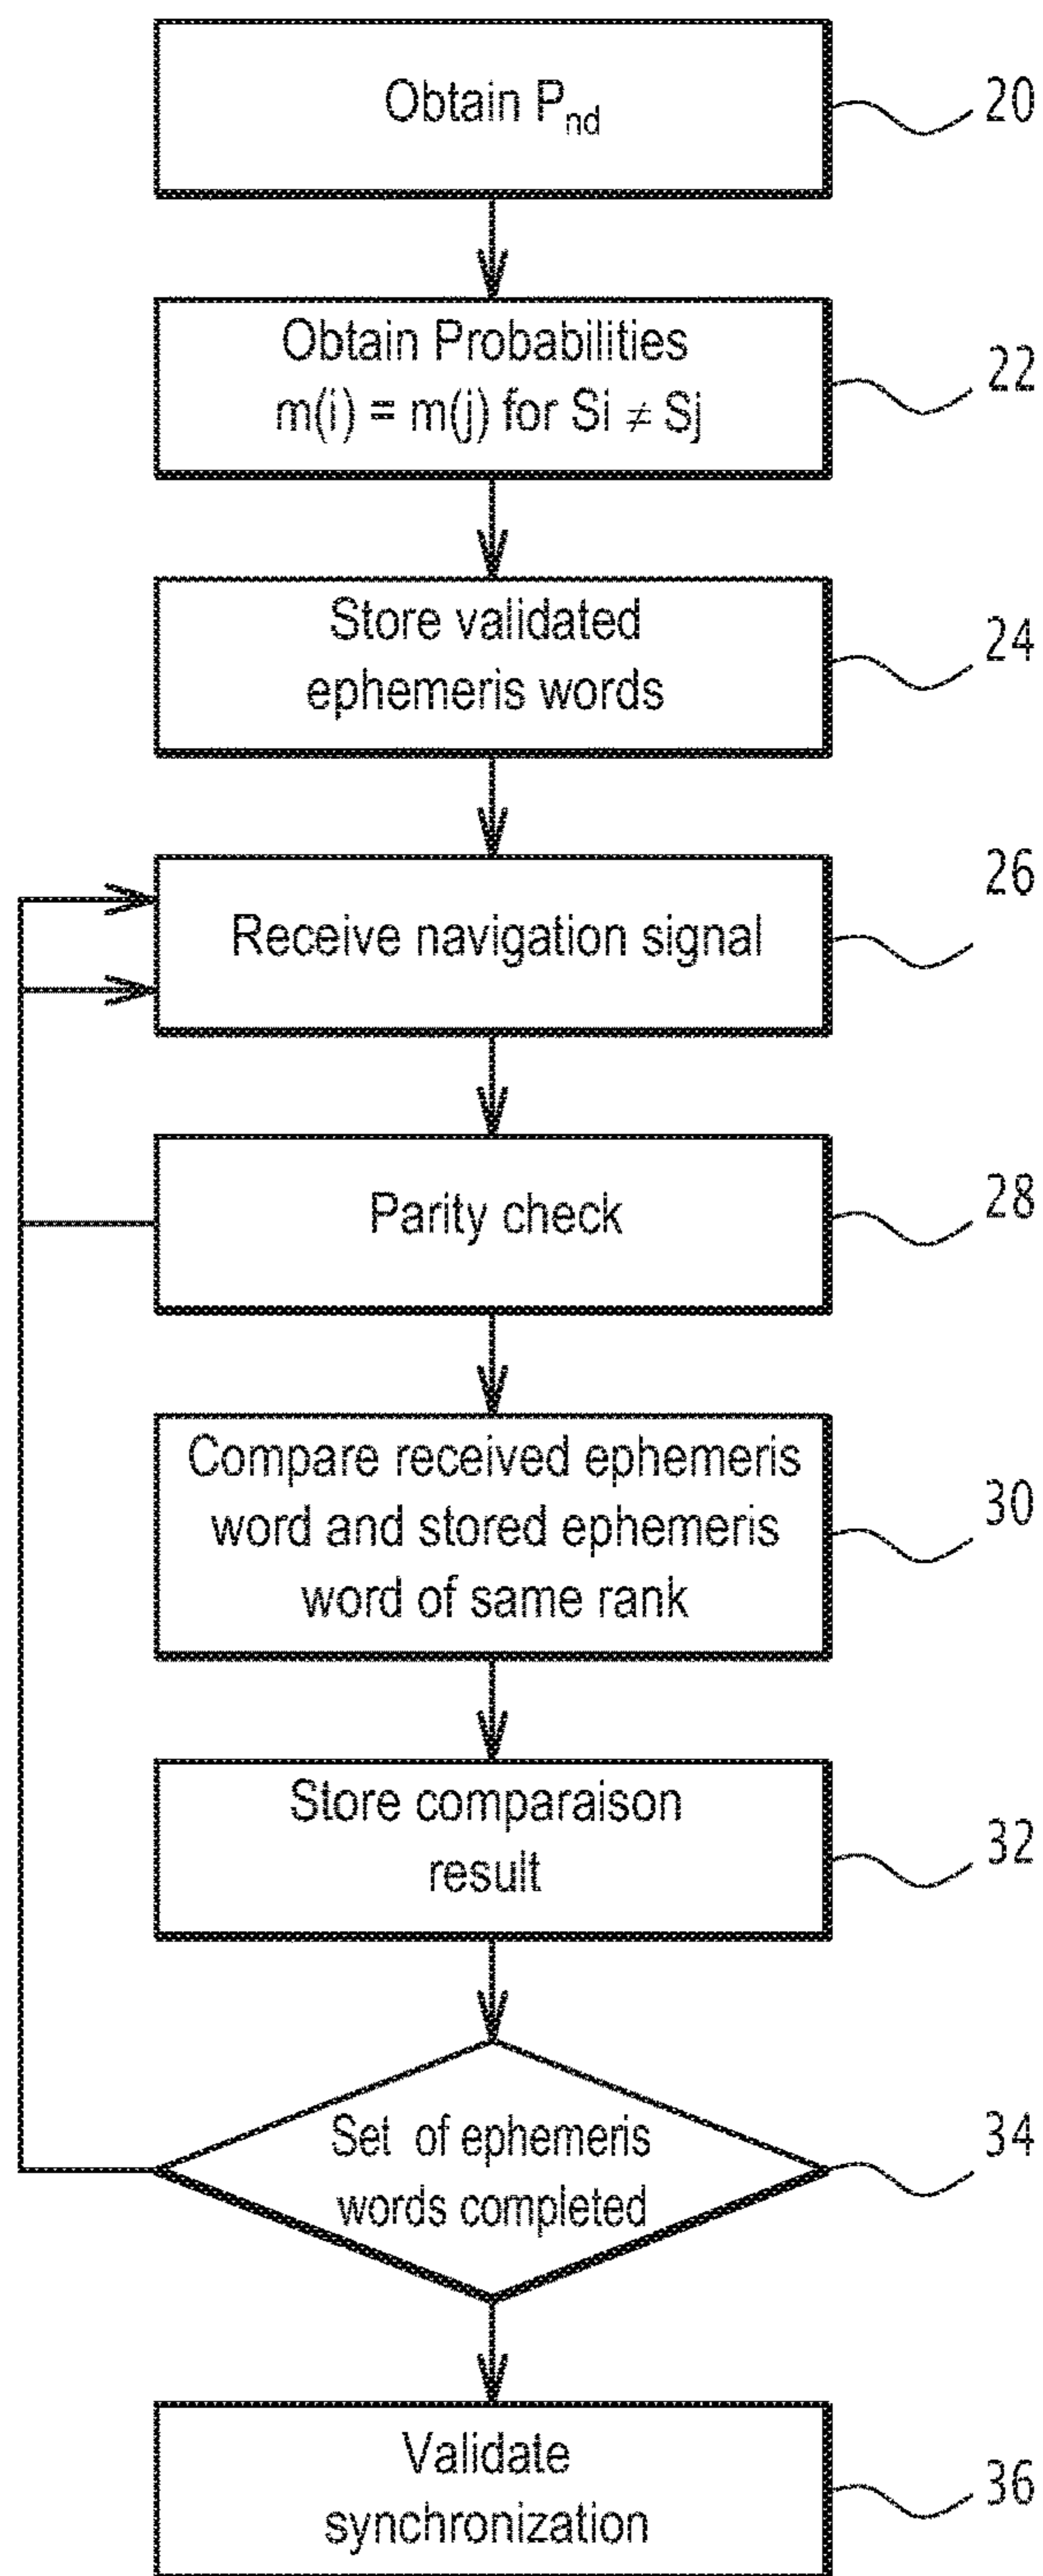 Obtain Pnd
20
Obtain Probabilities
m(i) = m(j) for Si ≠ Sj
22
Store validated
ephemeris words
24
Receive navigation signal
26
Parity check
28
Compare received ephemeris
word and stored ephemeris
word of same rank
30
Store comparaison
result
32
Set of ephemeris
words completed
34
Validate
synchronization
36